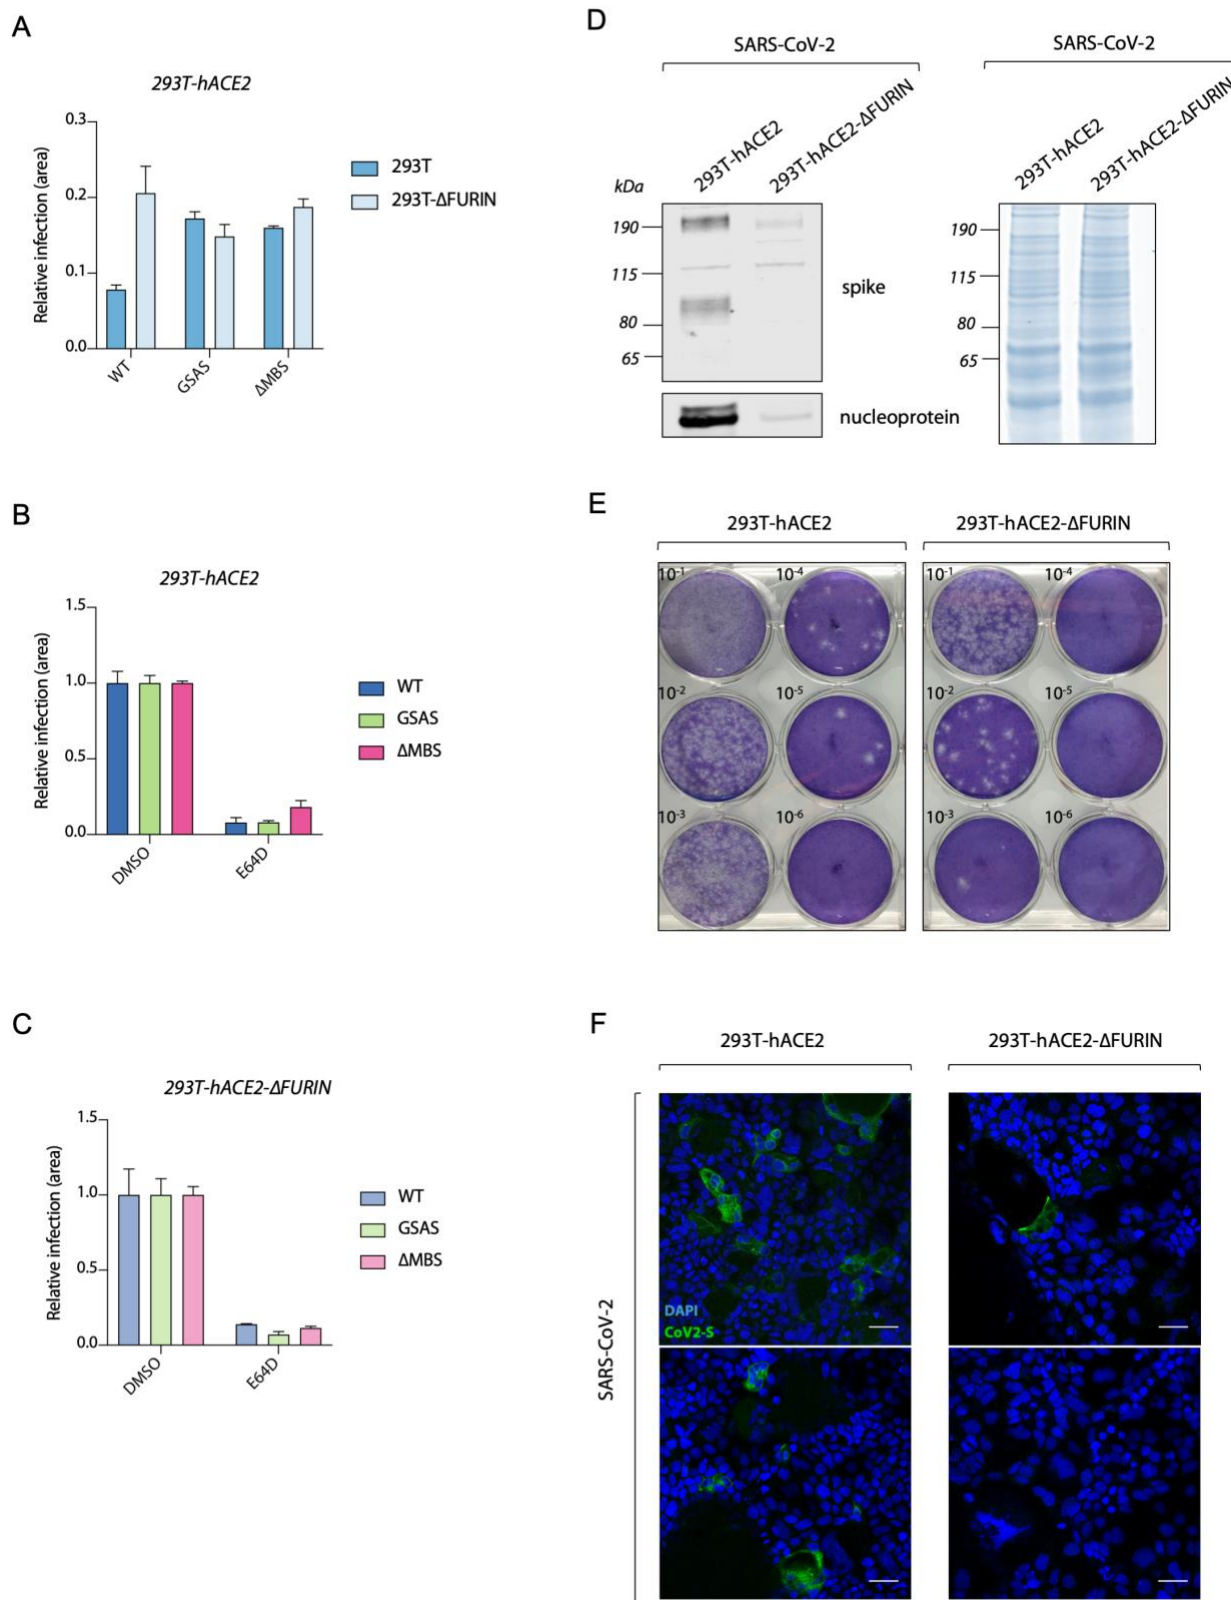 A
293T-hACE2
Relative infection (area)
0.3
0.2
0.1
0.0
WT
GSAS
ΔMBS
293T
293T-ΔFURIN
B
293T-hACE2
Relative infection (area)
1.5
1.0
0.5
0.0
DMSO
E64D
WT
GSAS
ΔMBS
C
293T-hACE2-ΔFURIN
Relative infection (area)
1.5
1.0
0.5
0.0
DMSO
E64D
WT
GSAS
ΔMBS
D
SARS-CoV-2
293T-hACE2
293T-hACE2-ΔFURIN
kDa
190
115
80
65
spike
nucleoprotein
SARS-CoV-2
293T-hACE2
293T-hACE2-ΔFURIN
190
115
80
65
E
293T-hACE2
293T-hACE2-ΔFURIN
10⁻¹ 10⁻⁴ 10⁻¹ 10⁻⁴
10⁻² 10⁻⁵ 10⁻² 10⁻⁵
10⁻³ 10⁻⁶ 10⁻³ 10⁻⁶
F
293T-hACE2
293T-hACE2-ΔFURIN
SARS-CoV-2
DAPI
CoV2-S